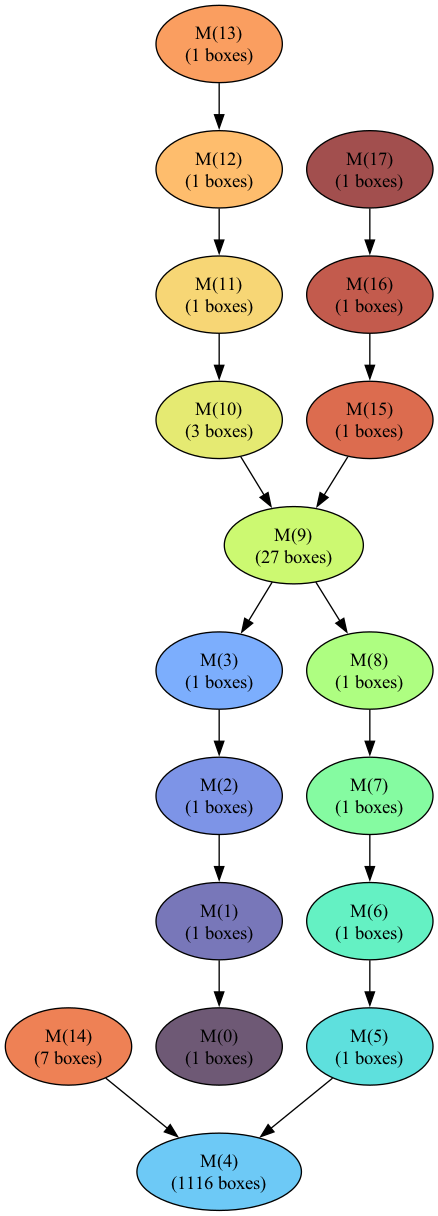 M(13)
(1 boxes)
M(12)
(1 boxes)
M(17)
(1 boxes)
M(11)
(1 boxes)
M(16)
(1 boxes)
M(10)
(3 boxes)
M(15)
(1 boxes)
M(9)
(27 boxes)
M(3)
(1 boxes)
M(8)
(1 boxes)
M(2)
(1 boxes)
M(7)
(1 boxes)
M(1)
(1 boxes)
M(6)
(1 boxes)
M(14)
(7 boxes)
M(0)
(1 boxes)
M(5)
(1 boxes)
M(4)
(1116 boxes)